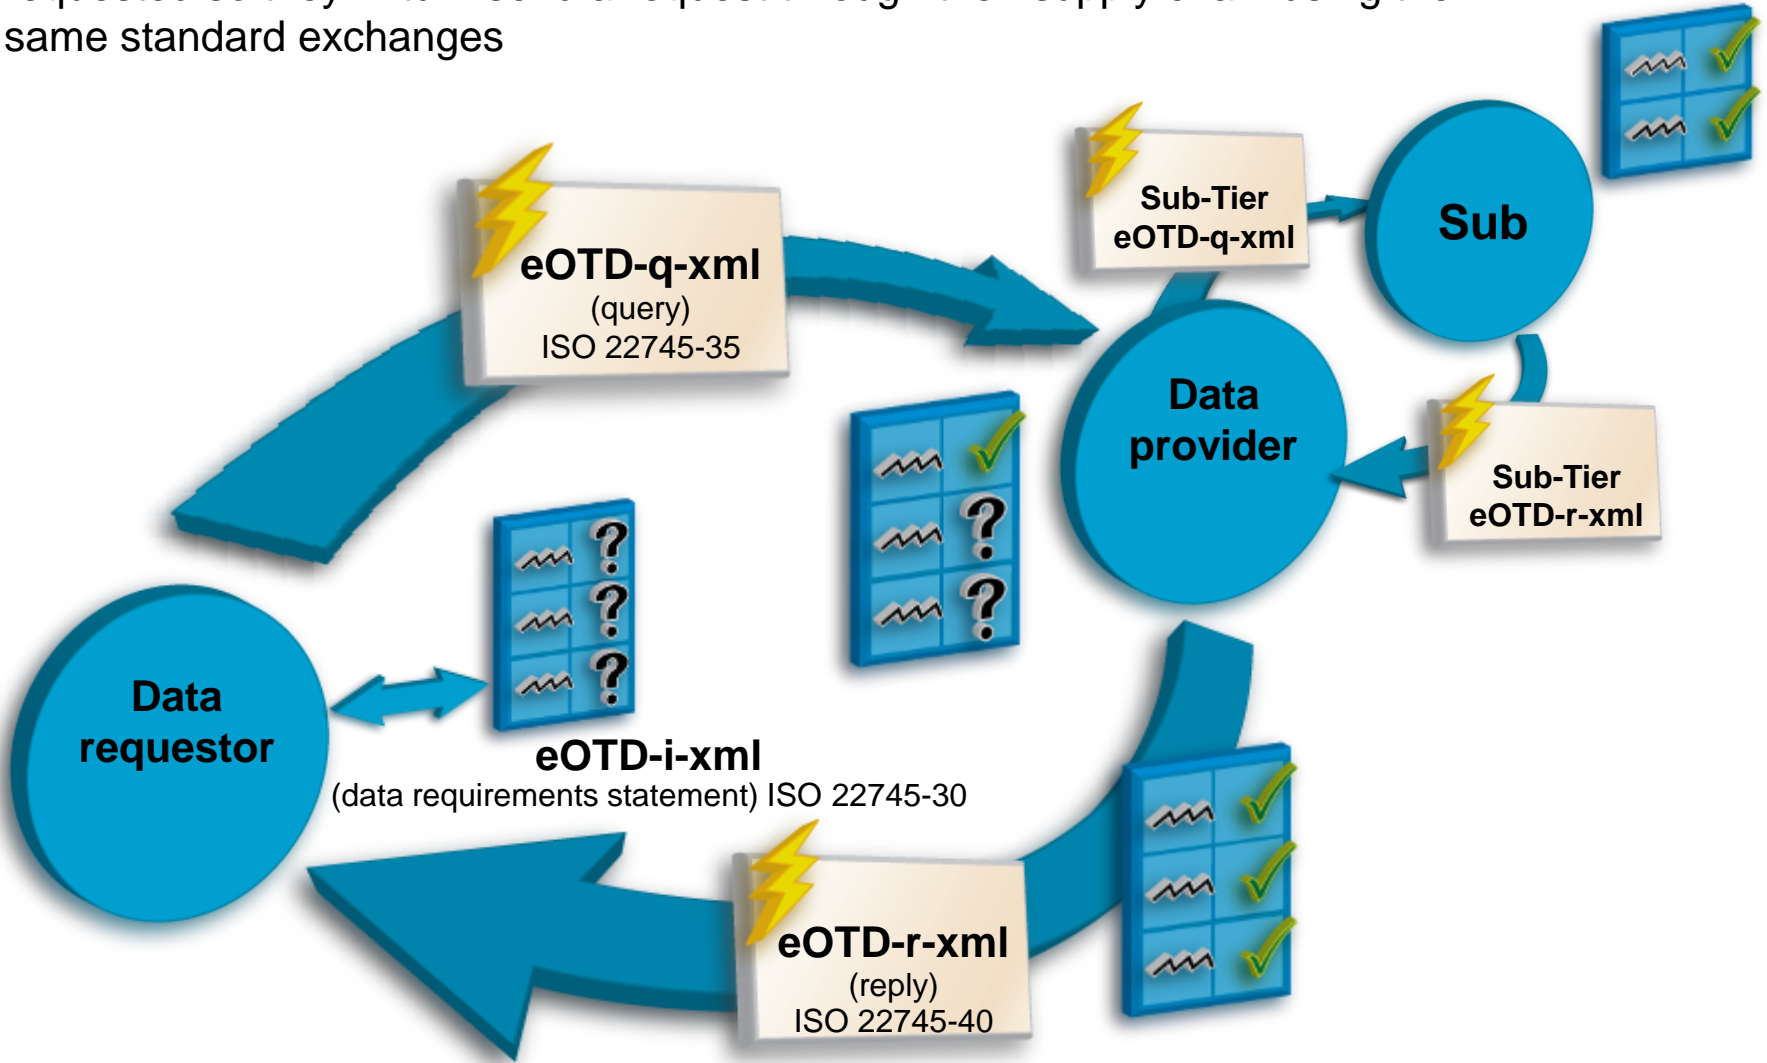 same standard exchanges
Sub-Tier
eOTD-q-xml
Sub
eOTD-q-xml
(query)
ISO 22745-35
Data
provider
Sub-Tier
eOTD-r-xml
Data
requestor
eOTD-i-xml
(data requirements statement) ISO 22745-30
eOTD-r-xml
(reply)
ISO 22745-40